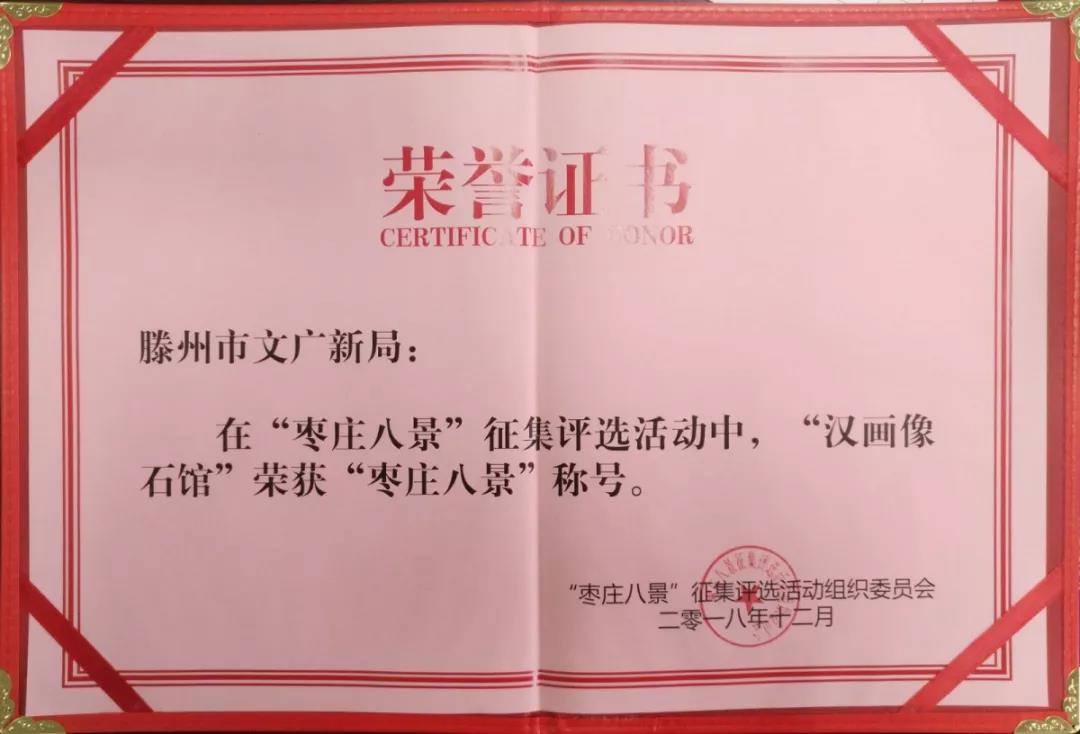 荣誉证书
CERTIFICATE OF HONOR
滕州市文广新局：
在“枣庄八景”征集评选活动中，“汉画像
石馆”荣获“枣庄八景”称号。
“枣庄八景”征集评选活动组织委员会
二零一八年十二月